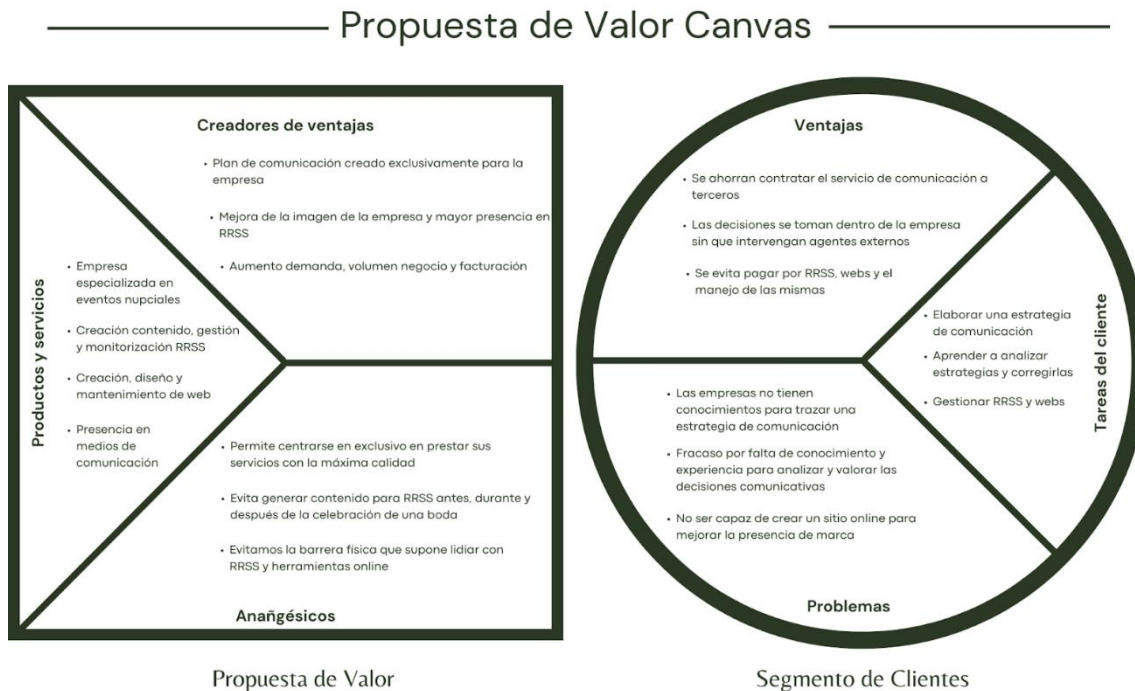 Propuesta de Valor Canvas
Creadores de ventajas
• Plan de comunicación creado exclusivamente para la
empresa
• Mejora de la imagen de la empresa y mayor presencia en
RRSS
• Aumento demanda, volumen negocio y facturación
Productos y servicios
• Empresa
especializada en
eventos nupciales
• Creación contenido, gestión
y monitorización RRSS
• Creación, diseño y
mantenimiento de web
• Presencia en
medios de
comunicación
• Permite centrarse en exclusivo en prestar sus
servicios con la máxima calidad
• Evita generar contenido para RRSS antes, durante y
después de la celebración de una boda
• Evitamos la barrera física que supone lidiar con
RRSS y herramientas online
Anañgésicos
Propuesta de Valor
Ventajas
• Se ahorran contratar el servicio de comunicación a
terceros
• Las decisiones se toman dentro de la empresa
sin que intervengan agentes externos
• Se evita pagar por RRSS, webs y el
manejo de las mismas
• Elaborar una estrategia
de comunicación
• Aprender a analizar
estrategias y corregirlas
• Gestionar RRSS y webs
Tareas del cliente
• Las empresas no tienen
conocimientos para trazar una
estrategia de comunicación
• Fracaso por falta de conocimiento y
experiencia para analizar y valorar las
decisiones comunicativas
• No ser capaz de crear un sitio online para
mejorar la presencia de marca
Problemas
Segmento de Clientes